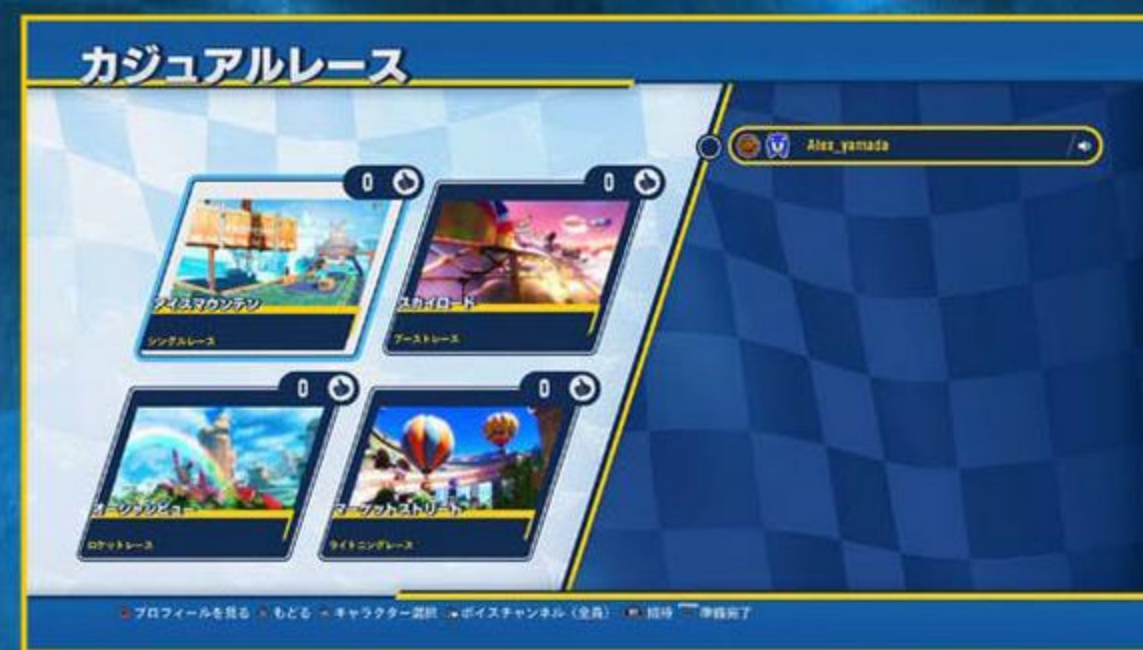 カジュアルレース
Alex_yamada
0
0
アイスマウンテン
スカイロード
シングルレース
ブーストレース
0
0
オーシャンビュー
マーケットストリート
ロケットレース
ライトニングレース
プロフィールを見る もどる キャラクター選択 ボイスチャンネル（全員） 招待 準備完了